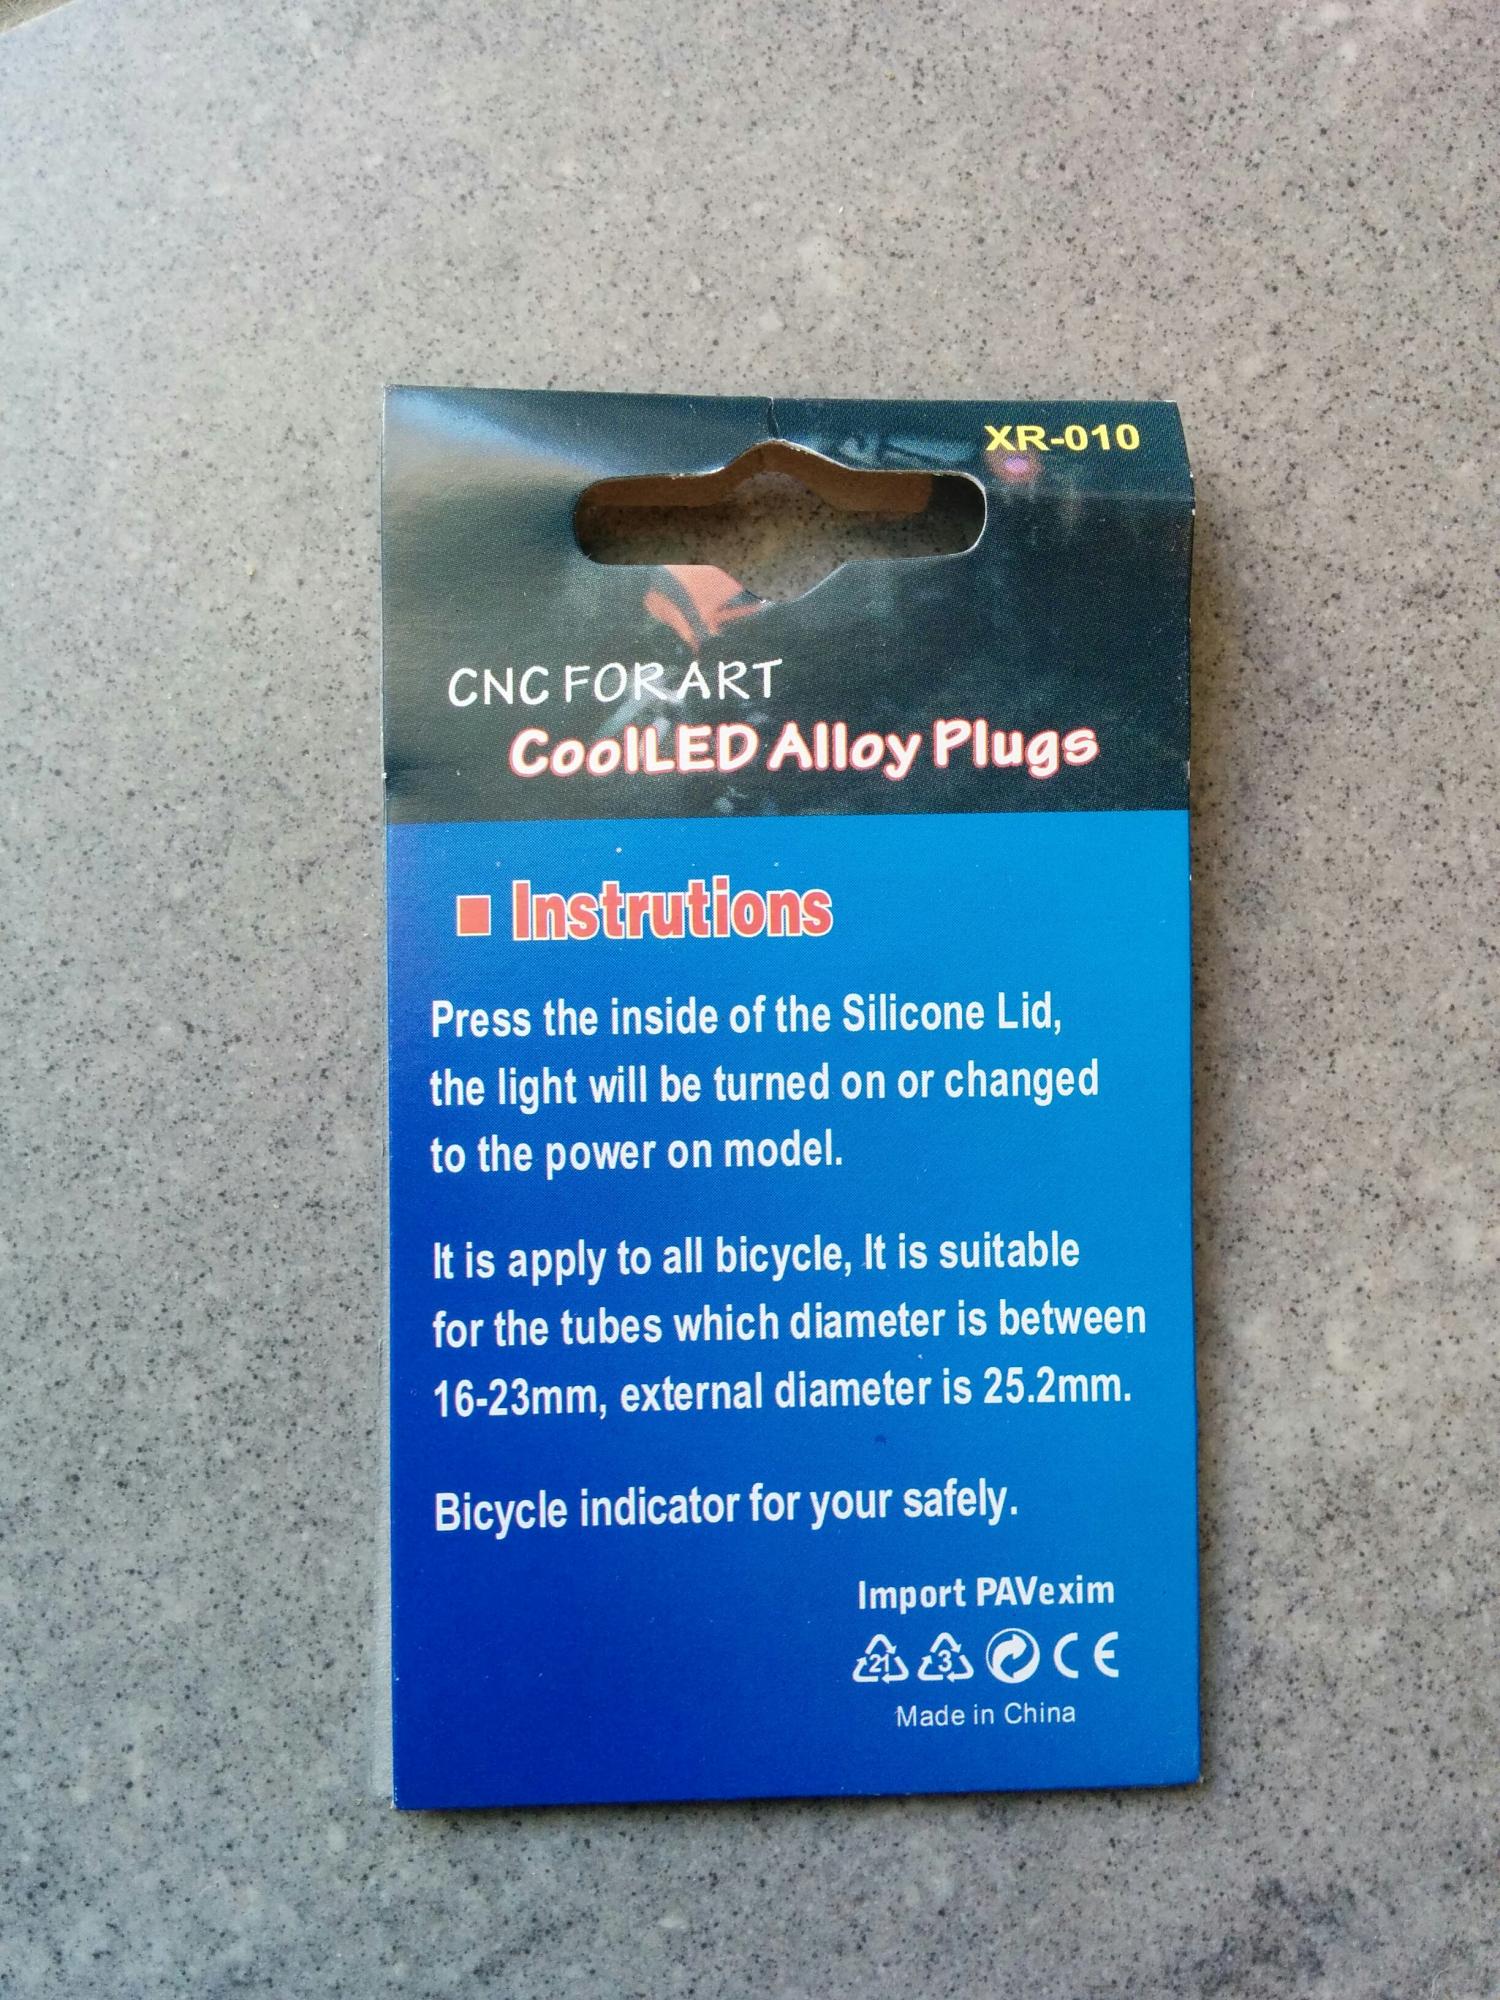 XR-010
CNC FOR ART
CoolLED Alloy Plugs
Instrutions
Press the inside of the Silicone Lid,
the light will be turned on or changed
to the power on model.
It is apply to all bicycle, It is suitable
for the tubes which diameter is between
16-23mm, external diameter is 25.2mm.
Bicycle indicator for your safely.
Import PAVexim
21 3 CE
Made in China